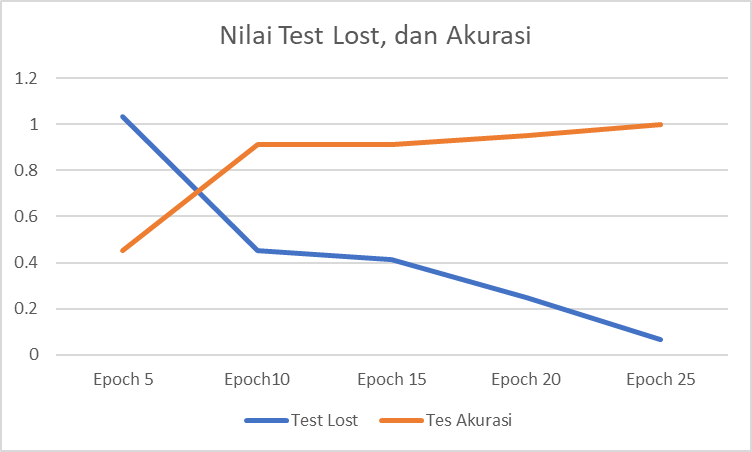 Nilai Test Lost, dan Akurasi
1.2
1
0.8
0.6
0.4
0.2
0
Epoch 5 Epoch10 Epoch 15 Epoch 20 Epoch 25
Test Lost Tes Akurasi